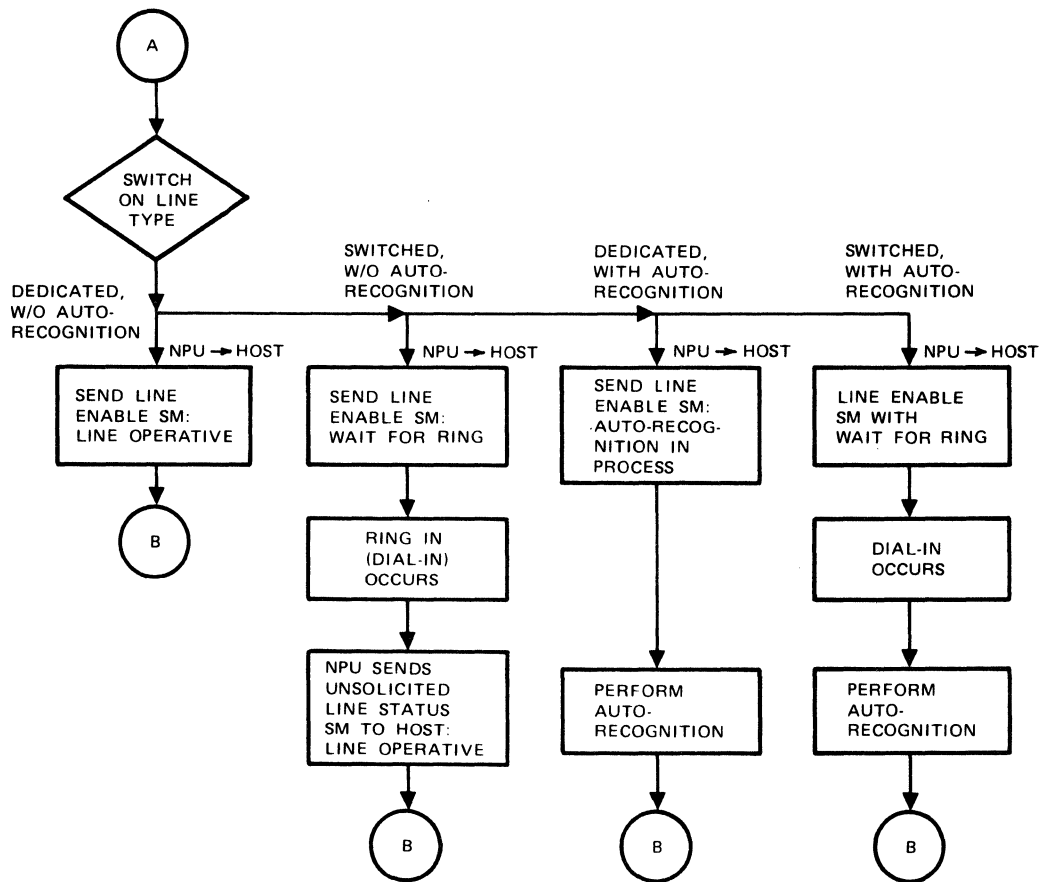 A
SWITCH
ON LINE
TYPE
DEDICATED,
W/O AUTO-
RECOGNITION
SWITCHED,
W/O AUTO-
RECOGNITION
DEDICATED,
WITH AUTO-
RECOGNITION
SWITCHED,
WITH AUTO-
RECOGNITION
NPU → HOST
SEND LINE
ENABLE SM:
LINE OPERATIVE
B
NPU → HOST
SEND LINE
ENABLE SM:
WAIT FOR RING
RING IN
(DIAL-IN)
OCCURS
NPU SENDS
UNSOLICITED
LINE STATUS
SM TO HOST:
LINE OPERATIVE
B
NPU → HOST
SEND LINE
ENABLE SM:
AUTO-RECOG-
NITION IN
PROCESS
PERFORM
AUTO-
RECOGNITION
B
NPU → HOST
LINE ENABLE
SM WITH
WAIT FOR RING
DIAL-IN
OCCURS
PERFORM
AUTO-
RECOGNITION
B